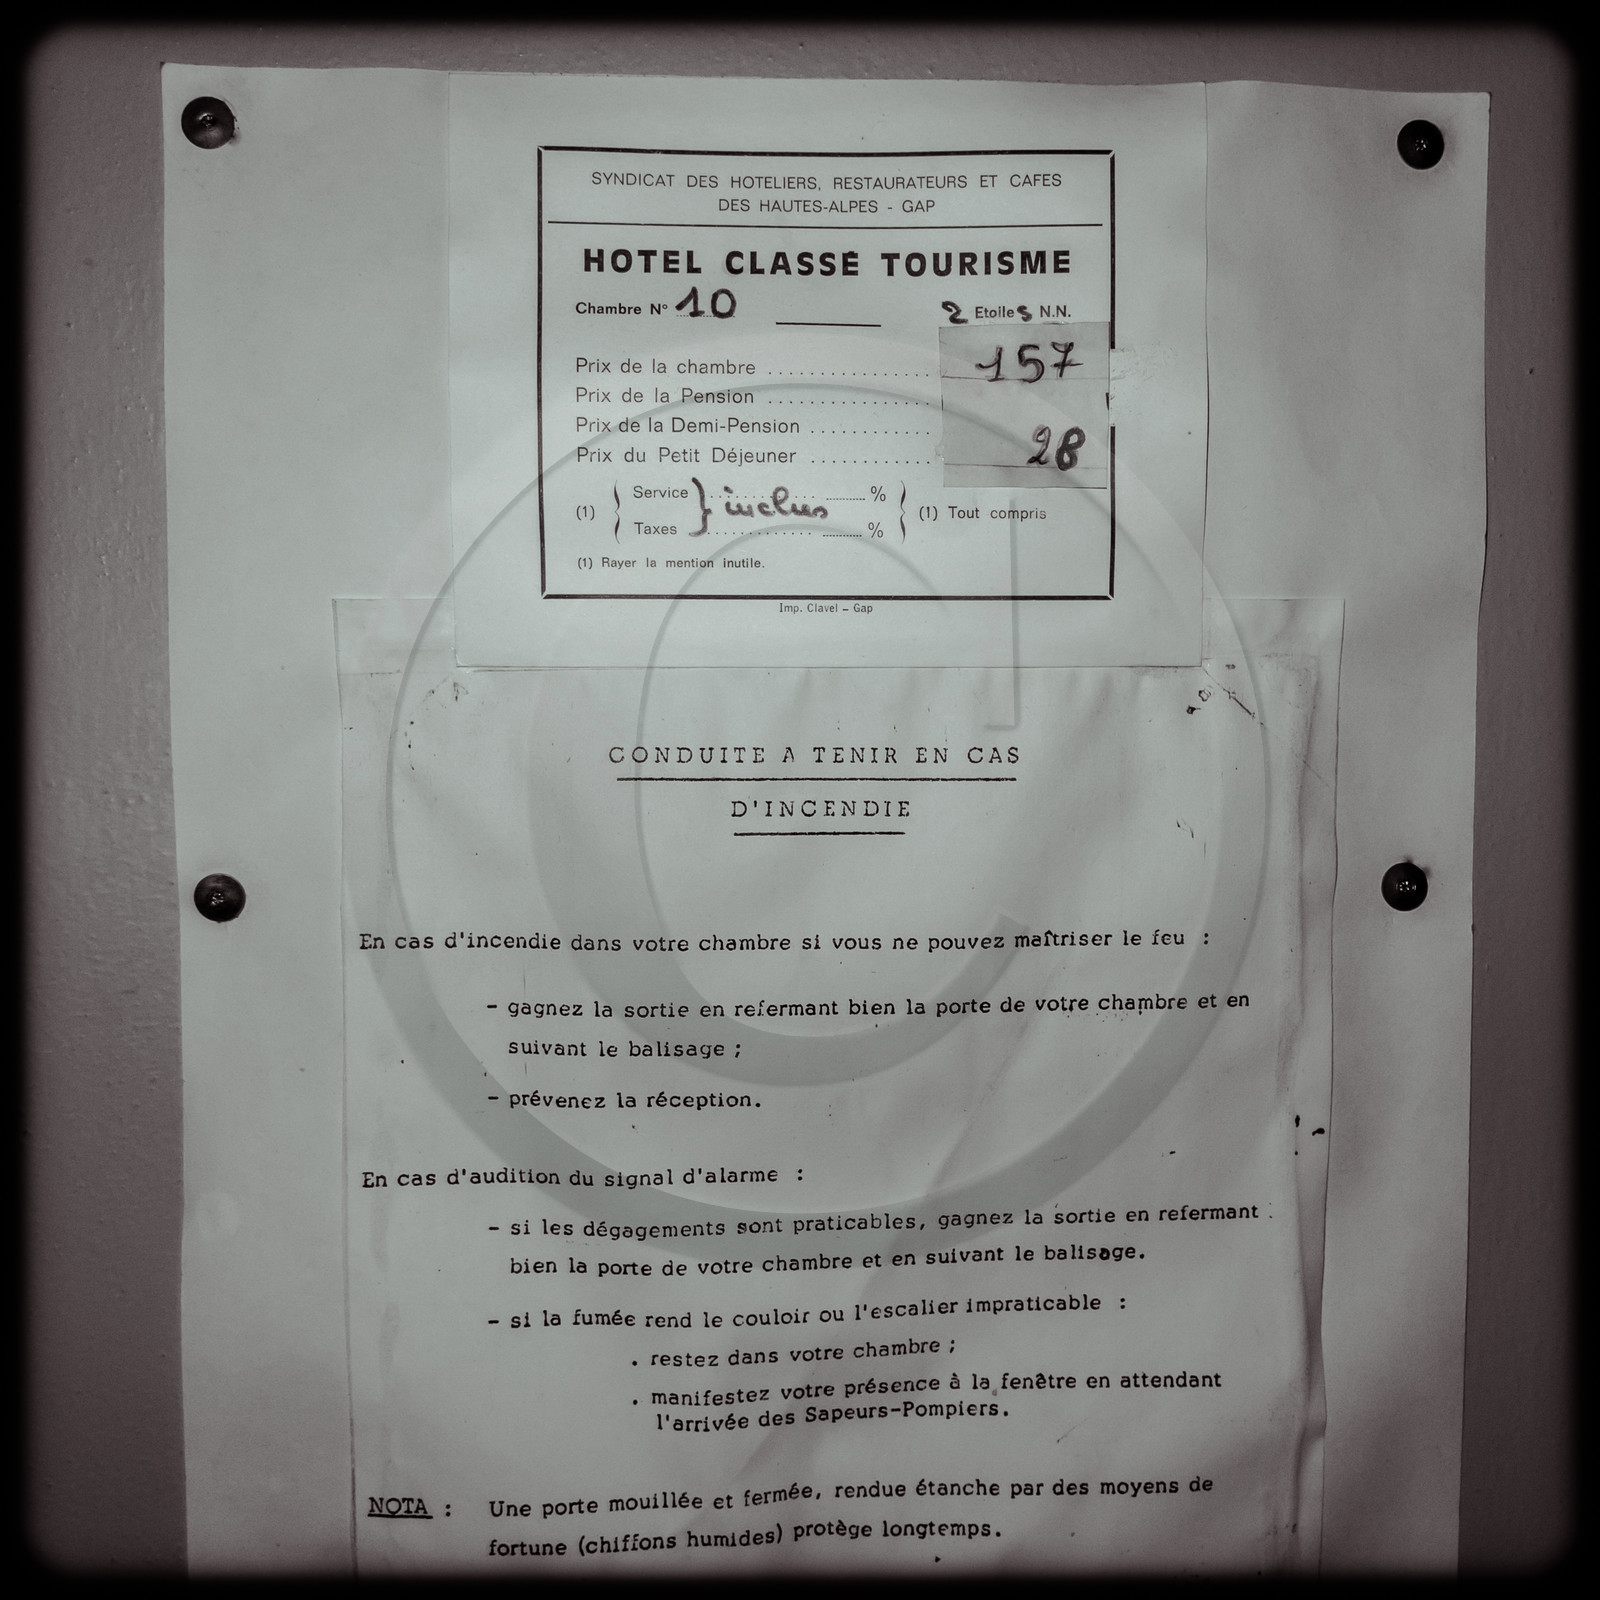 SYNDICAT DES HOTELIERS, RESTAURATEURS ET CAFES
DES HAUTES-ALPES - GAP
HOTEL CLASSÉ TOURISME
Chambre N° 10 2 Etoiles N.N.
Prix de la chambre ................ 157
Prix de la Pension ................
Prix de la Demi-Pension ............
Prix du Petit Déjeuner ............ 28
(1) { Service } inclus % } (1) Tout compris
Taxes %
(1) Rayer la mention inutile.
Imp. Clavel – Gap
CONDUITE A TENIR EN CAS
D'INCENDIE
En cas d'incendie dans votre chambre si vous ne pouvez maîtriser le feu :
- gagnez la sortie en refermant bien la porte de votre chambre et en
suivant le balisage ;
- prévenez la réception.
En cas d'audition du signal d'alarme :
- si les dégagements sont praticables, gagnez la sortie en refermant
bien la porte de votre chambre et en suivant le balisage.
- si la fumée rend le couloir ou l'escalier impraticable :
. restez dans votre chambre ;
. manifestez votre présence à la fenêtre en attendant
l'arrivée des Sapeurs-Pompiers.
NOTA : Une porte mouillée et fermée, rendue étanche par des moyens de
fortune (chiffons humides) protège longtemps.